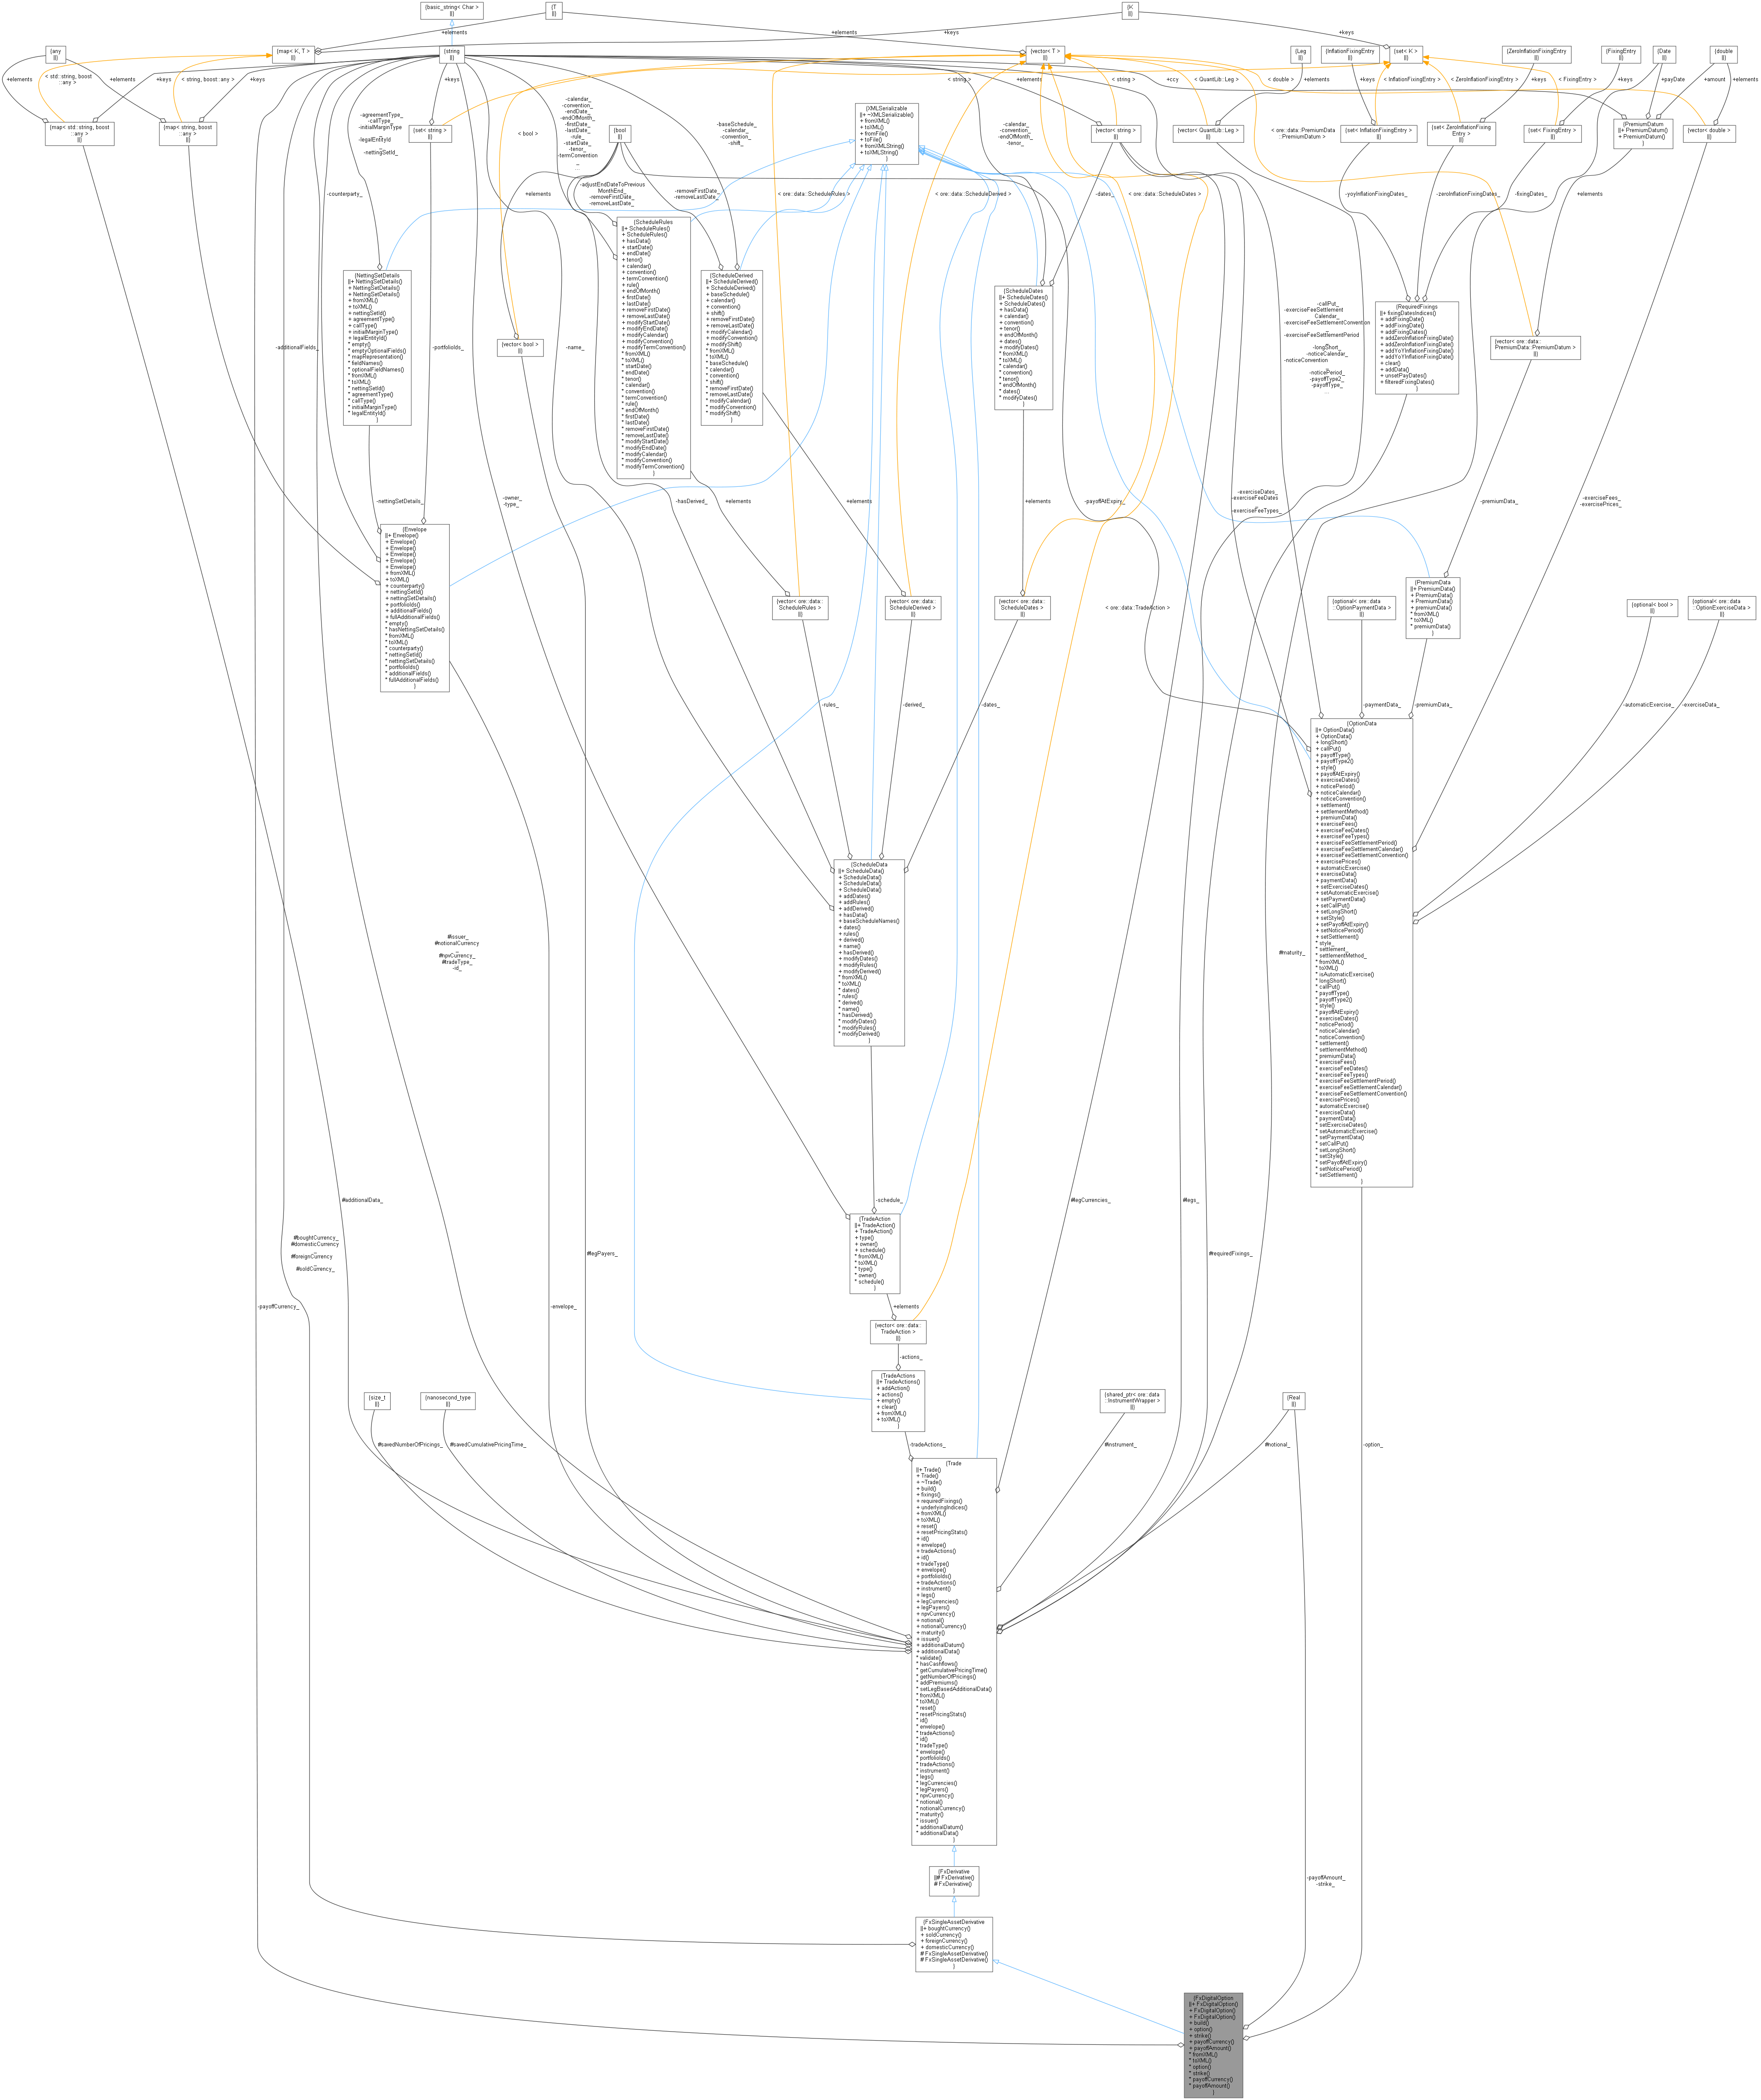 {basic_string< Char >
||}
{T
||}
{K
||}
+elements
+keys
{any
||}
{map< K, T >
||}
{string
||}
{vector< T >
||}
{Leg
||}
{InflationFixingEntry
||}
{set< K >
||}
{ZeroInflationFixingEntry
||}
{FixingEntry
||}
{Date
||}
{double
||}
+elements
< std::string, boost
::any >
+elements
+keys
< string, boost::any >
+keys
+keys
< string >
+elements
< string >
+ccy
< QuantLib::Leg >
< double >
+elements
+keys
< InflationFixingEntry >
< ZeroInflationFixingEntry >
+keys
< FixingEntry >
+keys
+payDate
+amount
+elements
{map< std::string, boost
::any >
||}
{map< string, boost
::any >
||}
{set< string >
||}
{bool
||}
{vector< string >
||}
{vector< QuantLib::Leg >
||}
{set< InflationFixingEntry >
||}
{set< ZeroInflationFixing
Entry >
||}
{set< FixingEntry >
||}
{PremiumDatum
||+ PremiumDatum()
+ PremiumDatum()
}
{vector< double >
||}
-agreementType_
-callType_
-initialMarginType
_
-legalEntityId
_
-nettingSetId_
< bool >
-calendar_
-convention_
-endDate_
-endOfMonth_
-firstDate_
-lastDate_
-rule_
-startDate_
-tenor_
-termConvention
_
...
-baseSchedule_
-calendar_
-convention_
-shift_
{XMLSerializable
||+ ~XMLSerializable()
+ fromXML()
+ toXML()
+ fromFile()
+ toFile()
+ fromXMLString()
+ toXMLString()
}
-calendar_
-convention_
-endOfMonth_
-tenor_
< ore::data::PremiumData
::PremiumDatum >
-counterparty_
+elements
-adjustEndDateToPrevious
MonthEnd_
-removeFirstDate_
-removeLastDate_
-removeFirstDate_
-removeLastDate_
< ore::data::ScheduleRules >
< ore::data::ScheduleDerived >
-dates_
< ore::data::ScheduleDates >
-yoyInflationFixingDates_
-zeroInflationFixingDates_
-fixingDates_
+elements
{NettingSetDetails
||+ NettingSetDetails()
+ NettingSetDetails()
+ NettingSetDetails()
+ fromXML()
+ toXML()
+ nettingSetId()
+ agreementType()
+ callType()
+ initialMarginType()
+ legalEntityId()
* empty()
* emptyOptionalFields()
* mapRepresentation()
* fieldNames()
* optionalFieldNames()
* fromXML()
* toXML()
* nettingSetId()
* agreementType()
* callType()
* initialMarginType()
* legalEntityId()
}
{ScheduleRules
||+ ScheduleRules()
+ ScheduleRules()
+ hasData()
+ startDate()
+ endDate()
+ tenor()
+ calendar()
+ convention()
+ termConvention()
+ rule()
+ endOfMonth()
+ firstDate()
+ lastDate()
+ removeFirstDate()
+ removeLastDate()
+ modifyStartDate()
+ modifyEndDate()
+ modifyCalendar()
+ modifyConvention()
+ modifyTermConvention()
* fromXML()
* toXML()
* startDate()
* endDate()
* tenor()
* calendar()
* convention()
* termConvention()
* rule()
* endOfMonth()
* firstDate()
* lastDate()
* removeFirstDate()
* removeLastDate()
* modifyStartDate()
* modifyEndDate()
* modifyCalendar()
* modifyConvention()
* modifyTermConvention()
}
{ScheduleDerived
||+ ScheduleDerived()
+ ScheduleDerived()
+ baseSchedule()
+ calendar()
+ convention()
+ shift()
+ removeFirstDate()
+ removeLastDate()
+ modifyCalendar()
+ modifyConvention()
+ modifyShift()
* fromXML()
* toXML()
* baseSchedule()
* calendar()
* convention()
* shift()
* removeFirstDate()
* removeLastDate()
* modifyCalendar()
* modifyConvention()
* modifyShift()
}
{ScheduleDates
||+ ScheduleDates()
+ ScheduleDates()
+ hasData()
+ calendar()
+ convention()
+ tenor()
+ endOfMonth()
+ dates()
+ modifyDates()
* fromXML()
* toXML()
* calendar()
* convention()
* tenor()
* endOfMonth()
* dates()
* modifyDates()
}
-callPut_
-exerciseFeeSettlement
Calendar_
-exerciseFeeSettlementConvention
_
-exerciseFeeSettlementPeriod
_
-longShort_
-noticeCalendar_
-noticeConvention
_
-noticePeriod_
-payoffType2_
-payoffType_
...
{RequiredFixings
||+ fixingDatesIndices()
+ addFixingDate()
+ addFixingDate()
+ addFixingDates()
+ addZeroInflationFixingDate()
+ addZeroInflationFixingDate()
+ addYoYInflationFixingDate()
+ addYoYInflationFixingDate()
+ clear()
+ addData()
+ unsetPayDates()
+ filteredFixingDates()
}
{vector< ore::data::
PremiumData::PremiumDatum >
||}
-additionalFields_
-portfolioIds_
{vector< bool >
||}
-name_
-nettingSetDetails_
-owner_
-type_
-hasDerived_
+elements
+elements
+elements
-payoffAtExpiry_
-exerciseDates_
-exerciseFeeDates
_
-exerciseFeeTypes_
-premiumData_
-exerciseFees_
-exercisePrices_
{Envelope
||+ Envelope()
+ Envelope()
+ Envelope()
+ Envelope()
+ Envelope()
+ Envelope()
+ fromXML()
+ toXML()
+ counterparty()
+ nettingSetId()
+ nettingSetDetails()
+ portfolioIds()
+ additionalFields()
+ fullAdditionalFields()
* empty()
* hasNettingSetDetails()
* fromXML()
* toXML()
* counterparty()
* nettingSetId()
* nettingSetDetails()
* portfolioIds()
* additionalFields()
* fullAdditionalFields()
}
{vector< ore::data::
ScheduleRules >
||}
{vector< ore::data::
ScheduleDerived >
||}
{vector< ore::data::
ScheduleDates >
||}
< ore::data::TradeAction >
{optional< ore::data
::OptionPaymentData >
||}
{PremiumData
||+ PremiumData()
+ PremiumData()
+ PremiumData()
+ premiumData()
* fromXML()
* toXML()
* premiumData()
}
{optional< bool >
||}
{optional< ore::data
::OptionExerciseData >
||}
-rules_
-derived_
-dates_
-paymentData_
-premiumData_
-automaticExercise_
-exerciseData_
{OptionData
||+ OptionData()
+ OptionData()
+ longShort()
+ callPut()
+ payoffType()
+ payoffType2()
+ style()
+ payoffAtExpiry()
+ exerciseDates()
+ noticePeriod()
+ noticeCalendar()
+ noticeConvention()
+ settlement()
+ settlementMethod()
+ premiumData()
+ exerciseFees()
+ exerciseFeeDates()
+ exerciseFeeTypes()
+ exerciseFeeSettlementPeriod()
+ exerciseFeeSettlementCalendar()
+ exerciseFeeSettlementConvention()
+ exercisePrices()
+ automaticExercise()
+ exerciseData()
+ paymentData()
+ setExerciseDates()
+ setAutomaticExercise()
+ setPaymentData()
+ setCallPut()
+ setLongShort()
+ setStyle()
+ setPayoffAtExpiry()
+ setNoticePeriod()
+ setSettlement()
* style_
* settlement_
* settlementMethod_
* fromXML()
* toXML()
* isAutomaticExercise()
* longShort()
* callPut()
* payoffType()
* payoffType2()
* style()
* payoffAtExpiry()
* exerciseDates()
* noticePeriod()
* noticeCalendar()
* noticeConvention()
* settlement()
* settlementMethod()
* premiumData()
* exerciseFees()
* exerciseFeeDates()
* exerciseFeeTypes()
* exerciseFeeSettlementPeriod()
* exerciseFeeSettlementCalendar()
* exerciseFeeSettlementConvention()
* exercisePrices()
* automaticExercise()
* exerciseData()
* paymentData()
* setExerciseDates()
* setAutomaticExercise()
* setPaymentData()
* setCallPut()
* setLongShort()
* setStyle()
* setPayoffAtExpiry()
* setNoticePeriod()
* setSettlement()
}
{ScheduleData
||+ ScheduleData()
+ ScheduleData()
+ ScheduleData()
+ ScheduleData()
+ addDates()
+ addRules()
+ addDerived()
+ hasData()
+ baseScheduleNames()
+ dates()
+ rules()
+ derived()
+ name()
+ hasDerived()
+ modifyDates()
+ modifyRules()
+ modifyDerived()
* fromXML()
* toXML()
* dates()
* rules()
* derived()
* name()
* hasDerived()
* modifyDates()
* modifyRules()
* modifyDerived()
}
#issuer_
#notionalCurrency
_
#npvCurrency_
#tradeType_
-id_
#maturity_
#additionalData_
-schedule_
#legCurrencies_
#legs_
{TradeAction
||+ TradeAction()
+ TradeAction()
+ type()
+ owner()
+ schedule()
* fromXML()
* toXML()
* type()
* owner()
* schedule()
}
#boughtCurrency_
#domesticCurrency
_
#foreignCurrency
_
#soldCurrency_
#legPayers_
#requiredFixings_
-payoffCurrency_
-envelope_
+elements
{vector< ore::data::
TradeAction >
||}
-actions_
{TradeActions
||+ TradeActions()
+ addAction()
+ actions()
+ empty()
+ clear()
+ fromXML()
+ toXML()
}
{size_t
||}
{nanosecond_type
||}
{shared_ptr< ore::data
::InstrumentWrapper >
||}
{Real
||}
#savedNumberOfPricings_
#savedCumulativePricingTime_
-tradeActions_
#instrument_
#notional_
-option_
{Trade
||+ Trade()
+ Trade()
+ ~Trade()
+ build()
+ fixings()
+ requiredFixings()
+ underlyingIndices()
+ fromXML()
+ toXML()
+ reset()
+ resetPricingStats()
+ id()
+ envelope()
+ tradeActions()
+ id()
+ tradeType()
+ envelope()
+ portfolioIds()
+ tradeActions()
+ instrument()
+ legs()
+ legCurrencies()
+ legPayers()
+ npvCurrency()
+ notional()
+ notionalCurrency()
+ maturity()
+ issuer()
+ additionalDatum()
+ additionalData()
* validate()
* hasCashflows()
* getCumulativePricingTime()
* getNumberOfPricings()
* addPremiums()
* setLegBasedAdditionalData()
* fromXML()
* toXML()
* reset()
* resetPricingStats()
* id()
* envelope()
* tradeActions()
* id()
* tradeType()
* envelope()
* portfolioIds()
* tradeActions()
* instrument()
* legs()
* legCurrencies()
* legPayers()
* npvCurrency()
* notional()
* notionalCurrency()
* maturity()
* issuer()
* additionalDatum()
* additionalData()
}
{FxDerivative
||# FxDerivative()
# FxDerivative()
}
-payoffAmount_
-strike_
{FxSingleAssetDerivative
||+ boughtCurrency()
+ soldCurrency()
+ foreignCurrency()
+ domesticCurrency()
# FxSingleAssetDerivative()
# FxSingleAssetDerivative()
}
{FxDigitalOption
||+ FxDigitalOption()
+ FxDigitalOption()
+ FxDigitalOption()
+ build()
+ option()
+ strike()
+ payoffCurrency()
+ payoffAmount()
* fromXML()
* toXML()
* option()
* strike()
* payoffCurrency()
* payoffAmount()
}